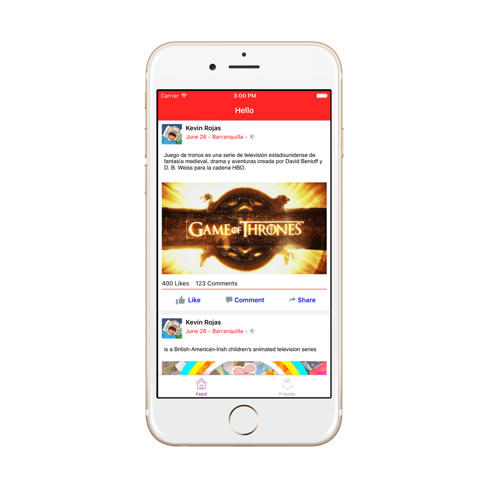 Carrier 3:00 PM
Hello
Kevin Rojas
June 26 - Barranquilla -
Juego de tronos es una serie de televisión estadounidense de
fantasía medieval, drama y aventuras creada por David Benioff y
D. B. Weiss para la cadena HBO.
GAME OF THRONES
400 Likes 123 Comments
Like Comment Share
Kevin Rojas
June 26 - Barranquilla -
is a British-American-Irish children's animated television series
Feed Friends